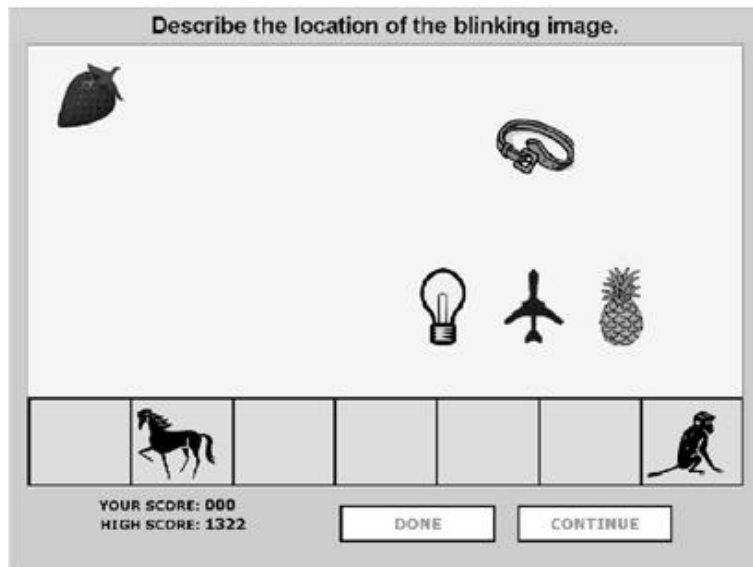 Describe the location of the blinking image.
YOUR SCORE: 000
HIGH SCORE: 1322
DONE
CONTINUE